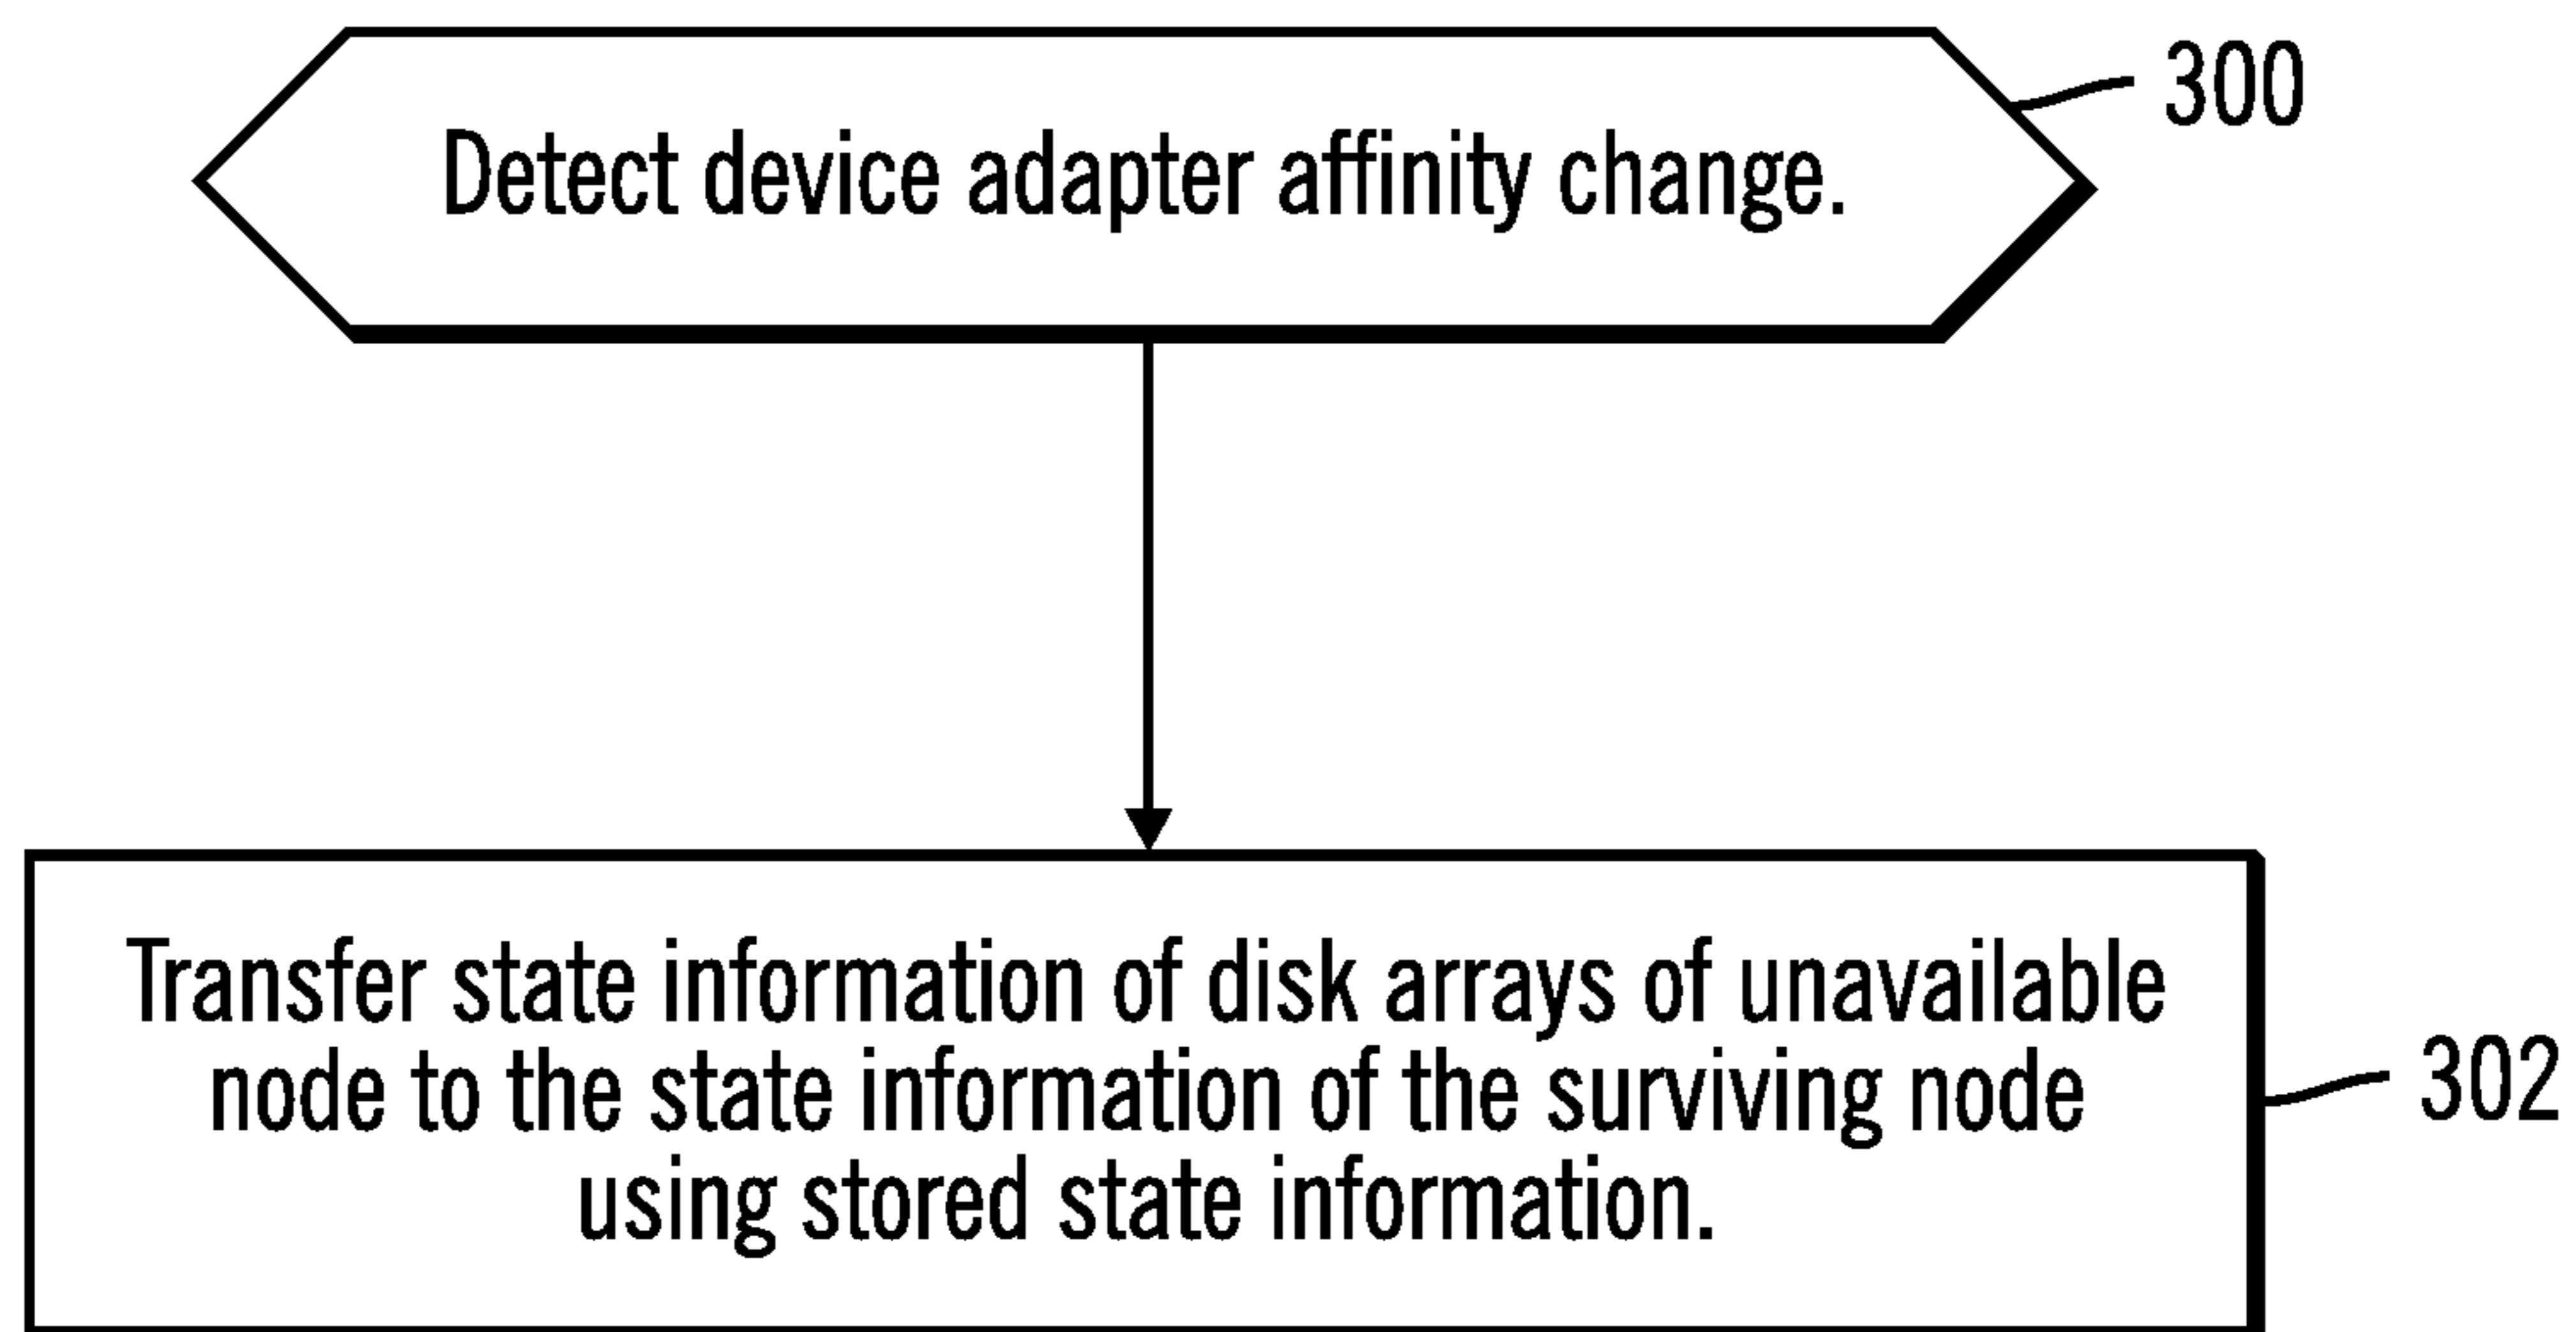 Detect device adapter affinity change.
300
Transfer state information of disk arrays of unavailable
node to the state information of the surviving node
using stored state information.
302